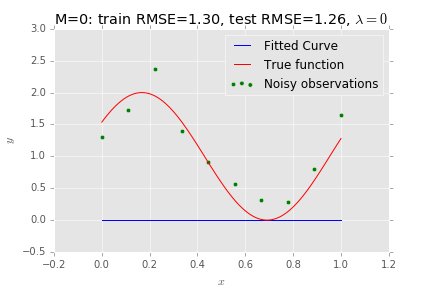 M=0: train RMSE=1.30, test RMSE=1.26, λ=0
Fitted Curve
True function
Noisy observations
3.0
2.5
2.0
1.5
1.0
0.5
0.0
−0.5
y
−0.2
0.0
0.2
0.4
0.6
0.8
1.0
1.2
x